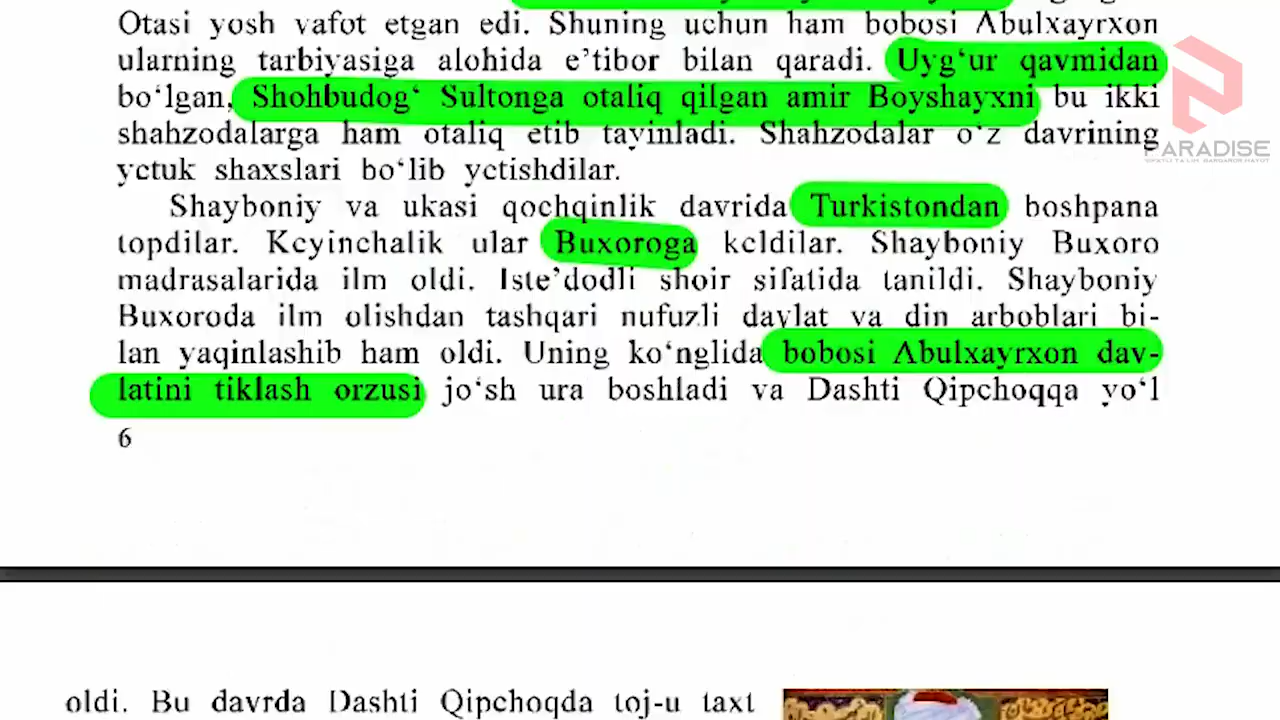 Otasi yosh vafot etgan edi. Shuning uchun ham bobosi Abulxayrxon
ularning tarbiyasiga alohida e’tibor bilan qaradi. Uyg‘ur qavmidan
bo‘lgan, Shohbudog‘ Sultonga otaliq qilgan amir Boyshayxni bu ikki
shahzodalarga ham otaliq etib tayinladi. Shahzodalar o‘z davrining
yetuk shaxslari bo‘lib yetishdilar.
PARADISE
Shayboniy va ukasi qochqinlik davrida Turkistondan boshpana
topdilar. Keyinchalik ular Buxoroga keldilar. Shayboniy Buxoro
madrasalarida ilm oldi. Iste’dodli shoir sifatida tanildi. Shayboniy
Buxoroda ilm olishdan tashqari nufuzli davlat va din arboblari bi-
lan yaqinlashib ham oldi. Uning ko‘nglida bobosi Abulxayrxon dav-
latini tiklash orzusi jo‘sh ura boshladi va Dashti Qipchoqqa yo‘l
6
oldi. Bu davrda Dashti Qipchoqda toj-u taxt